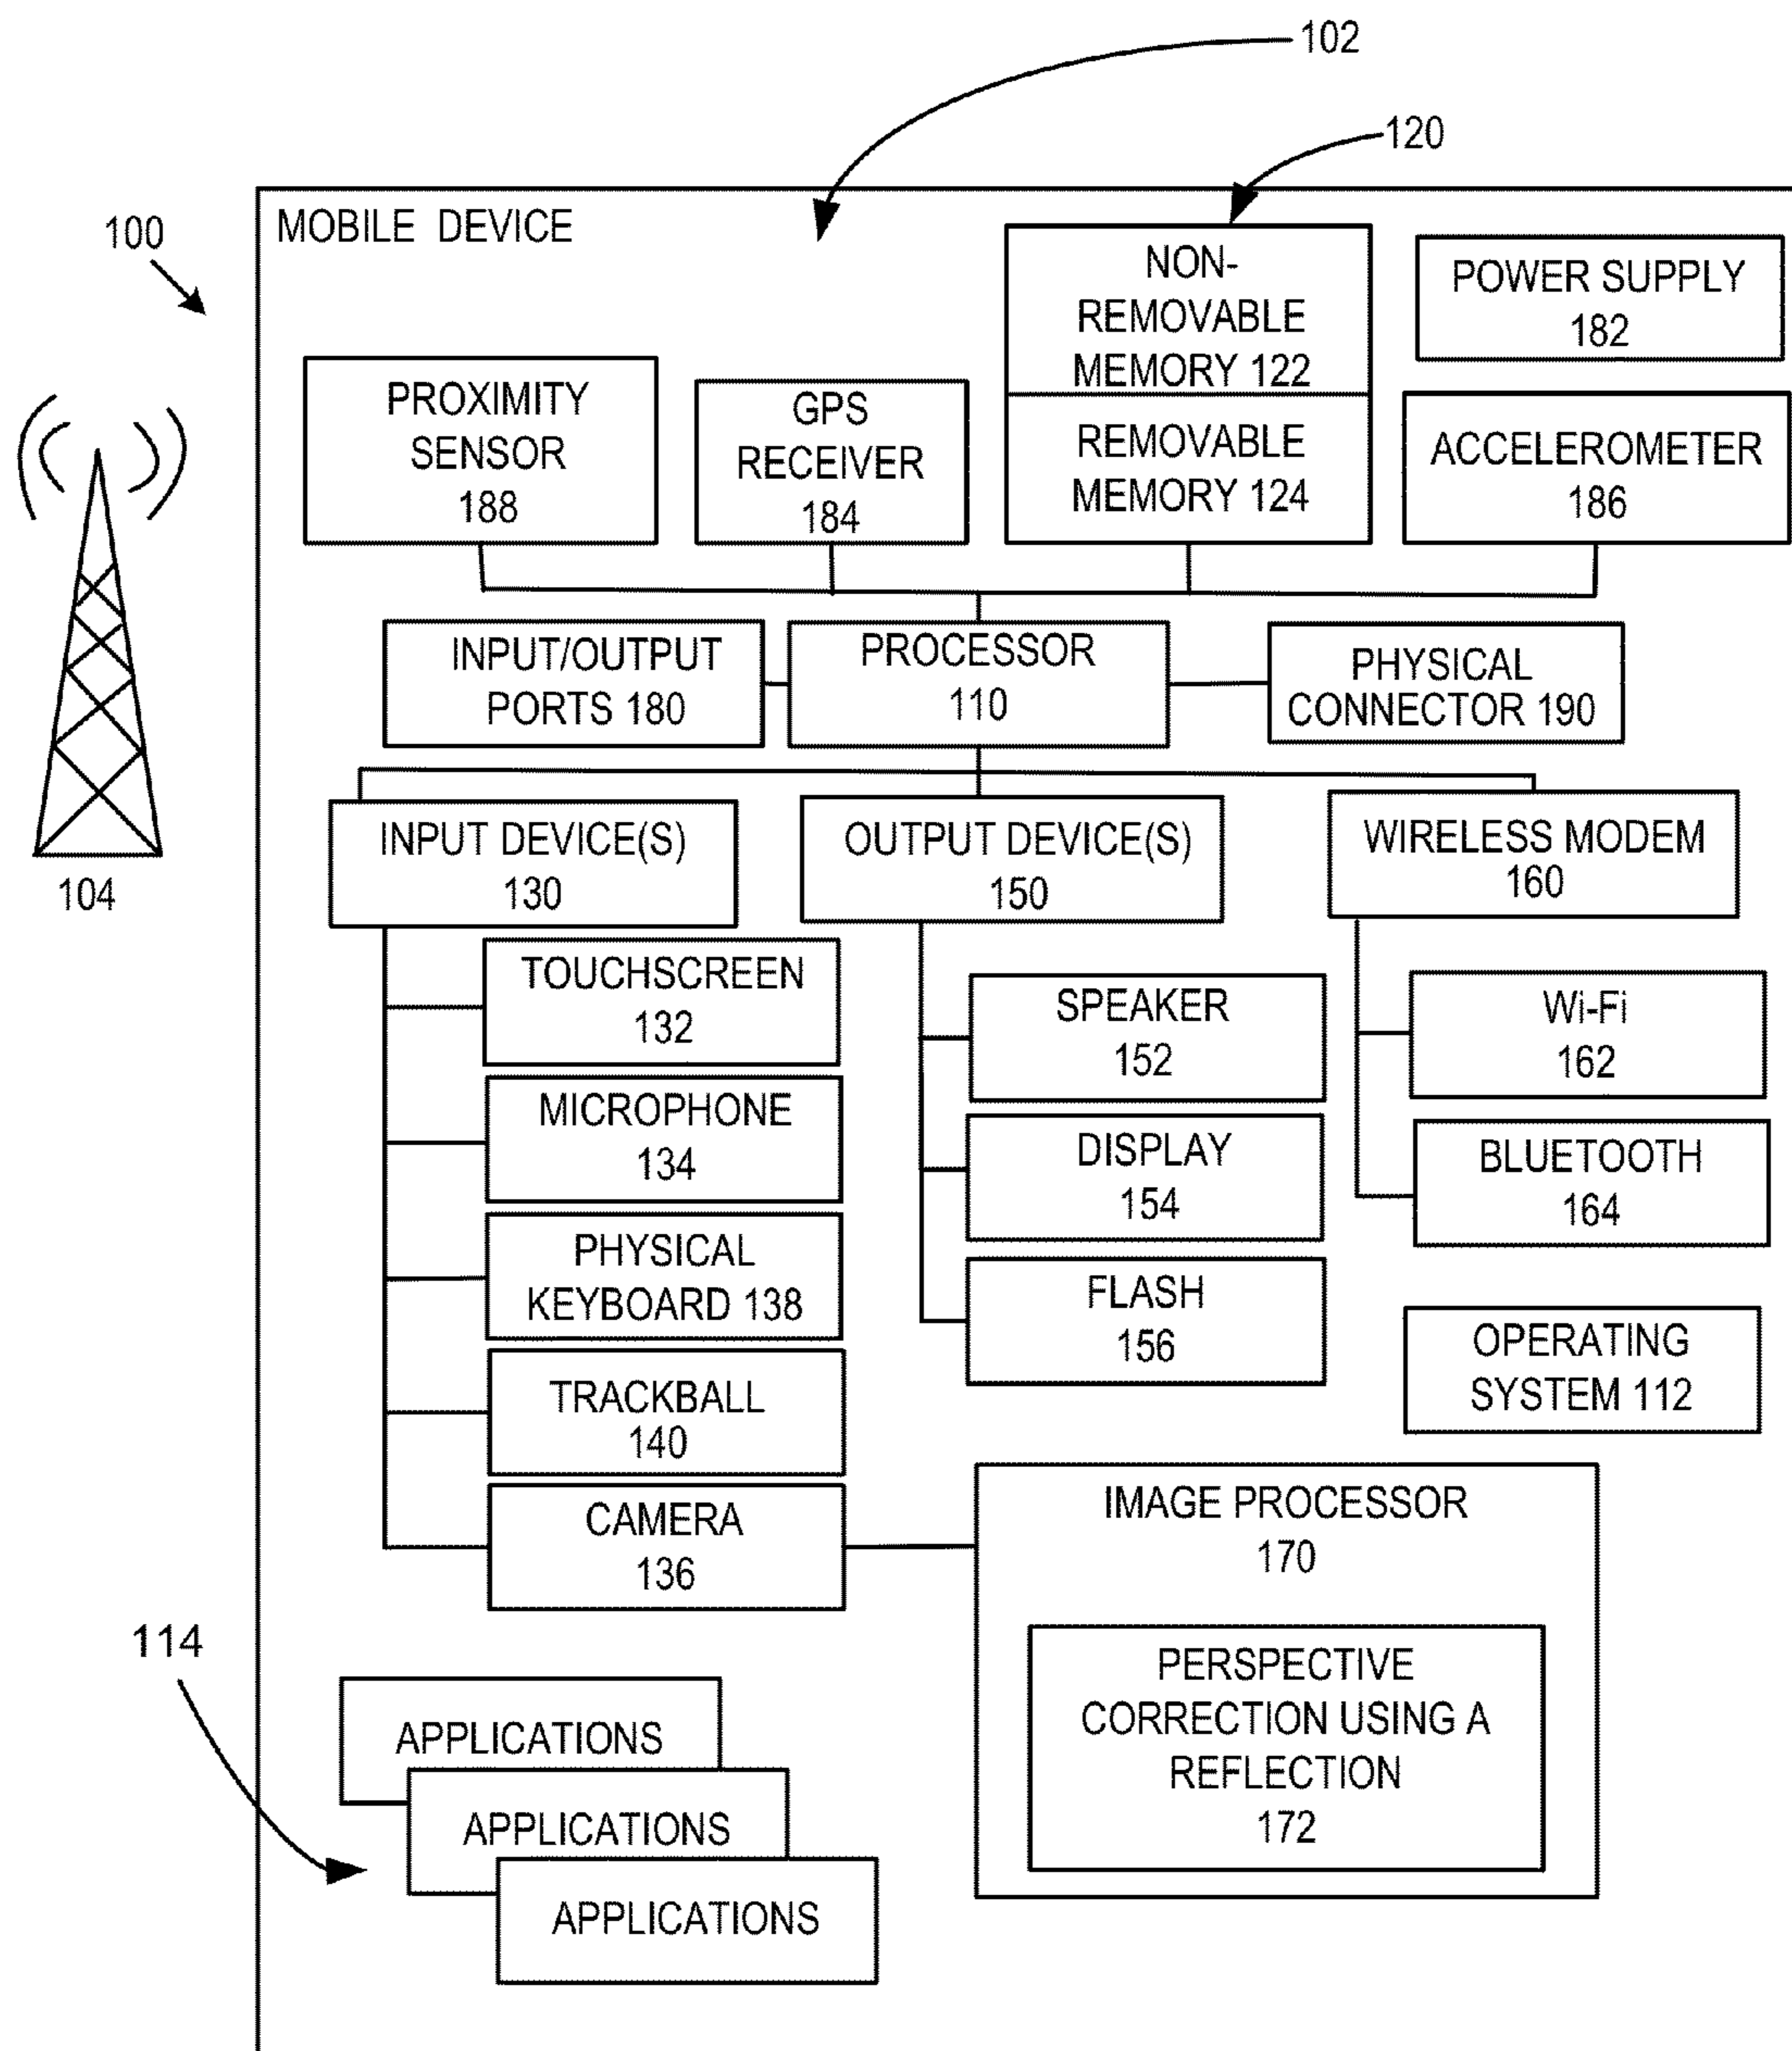 102
120
100
MOBILE DEVICE
NON-
REMOVABLE
MEMORY 122
REMOVABLE
MEMORY 124
POWER SUPPLY
182
PROXIMITY
SENSOR
188
GPS
RECEIVER
184
ACCELEROMETER
186
INPUT/OUTPUT
PORTS 180
PROCESSOR
110
PHYSICAL
CONNECTOR 190
104
INPUT DEVICE(S)
130
OUTPUT DEVICE(S)
150
WIRELESS MODEM
160
TOUCHSCREEN
132
MICROPHONE
134
PHYSICAL
KEYBOARD 138
TRACKBALL
140
CAMERA
136
SPEAKER
152
DISPLAY
154
FLASH
156
Wi-Fi
162
BLUETOOTH
164
OPERATING
SYSTEM 112
IMAGE PROCESSOR
170
PERSPECTIVE
CORRECTION USING A
REFLECTION
172
114
APPLICATIONS
APPLICATIONS
APPLICATIONS